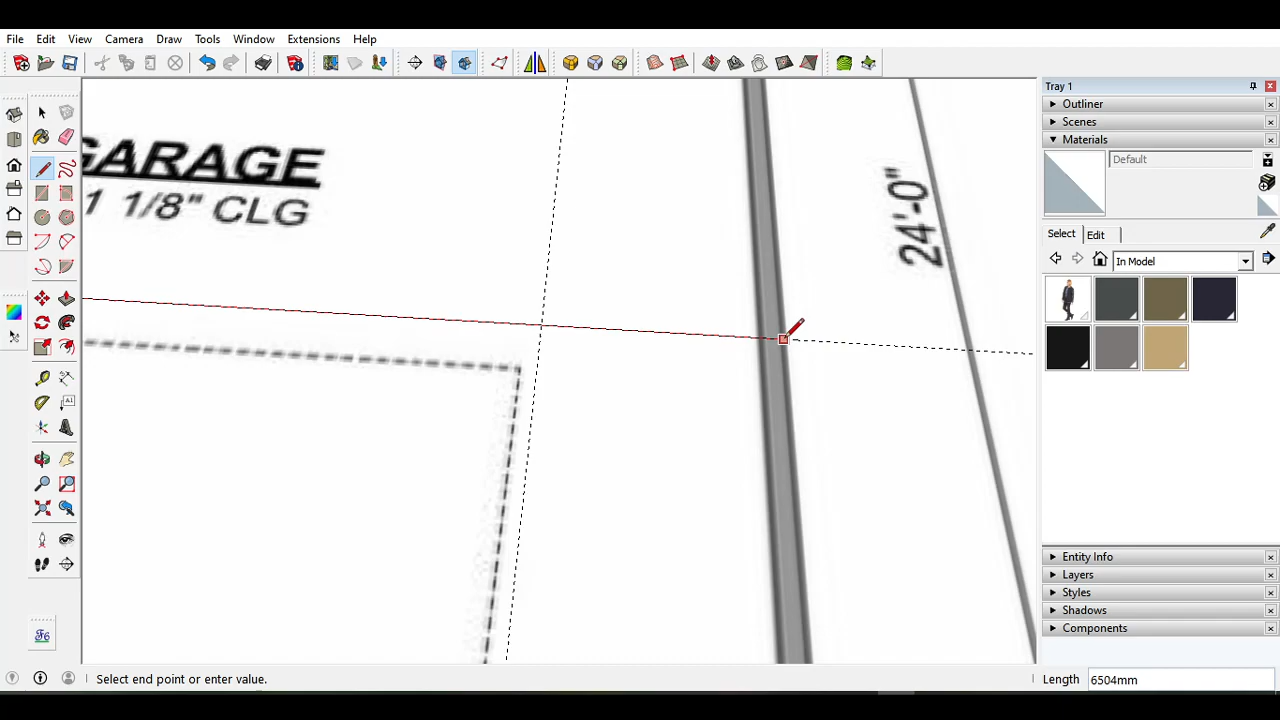 File Edit View Camera Draw Tools Window Extensions Help
Tray 1
Outliner
Scenes
Materials
Default
Select Edit
In Model
GARAGE
1 1/8" CLG
24'-0"
A1
Entity Info
Layers
Styles
Shadows
Components
Select end point or enter value.
Length 6504mm